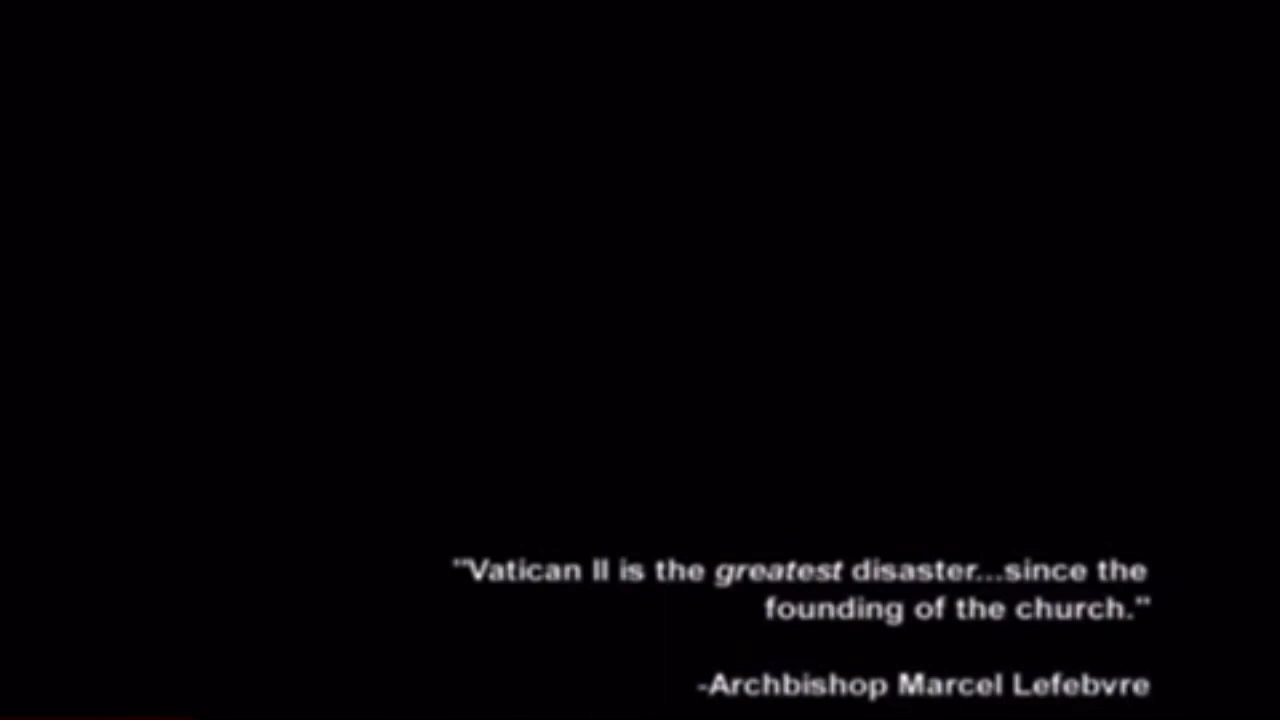 "Vatican II is the greatest disaster...since the
founding of the church."
-Archbishop Marcel Lefebvre